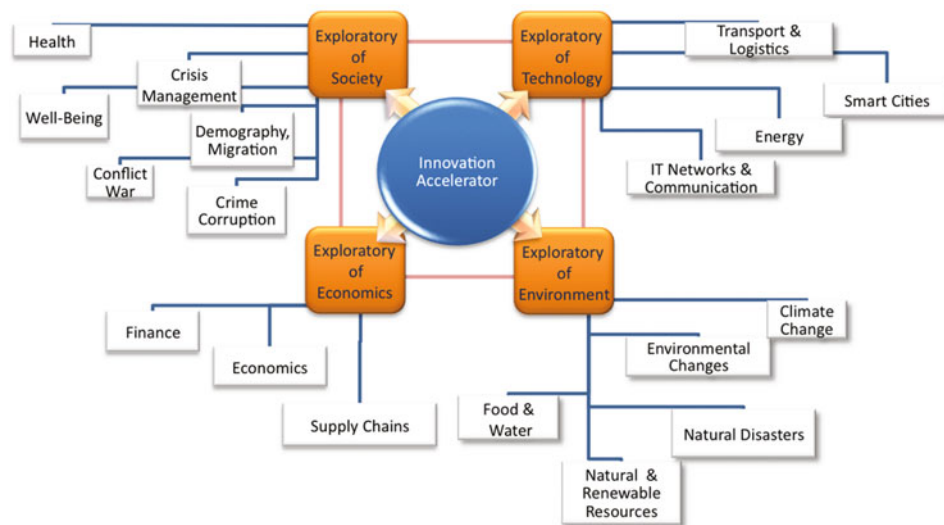 Health
Exploratory
of
Society
Exploratory
of
Technology
Transport &
Logistics
Crisis
Management
Smart Cities
Well-Being
Demography,
Migration
Energy
Innovation
Accelerator
IT Networks &
Communication
Conflict
War
Crime
Corruption
Exploratory
of
Economics
Exploratory
of
Environment
Climate
Change
Finance
Economics
Environmental
Changes
Food &
Water
Supply Chains
Natural Disasters
Natural &
Renewable
Resources